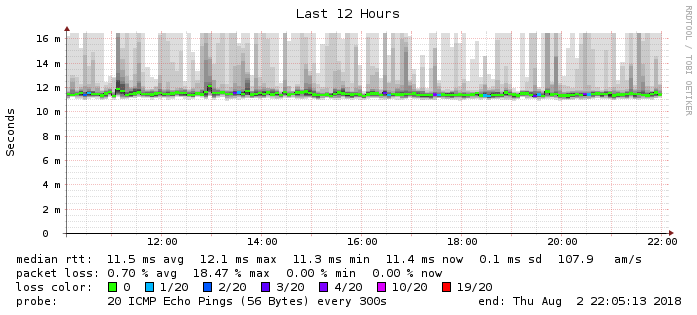 Last 12 Hours
RRDTOOL / TOBI OETIKER
Seconds
16 m
14 m
12 m
10 m
8 m
6 m
4 m
2 m
0
12:00 14:00 16:00 18:00 20:00 22:00
median rtt: 11.5 ms avg 12.1 ms max 11.3 ms min 11.4 ms now 0.1 ms sd 107.9 am/s
packet loss: 0.70 % avg 18.47 % max 0.00 % min 0.00 % now
loss color: 0 1/20 2/20 3/20 4/20 10/20 19/20
probe: 20 ICMP Echo Pings (56 Bytes) every 300s end: Thu Aug 2 22:05:13 2018